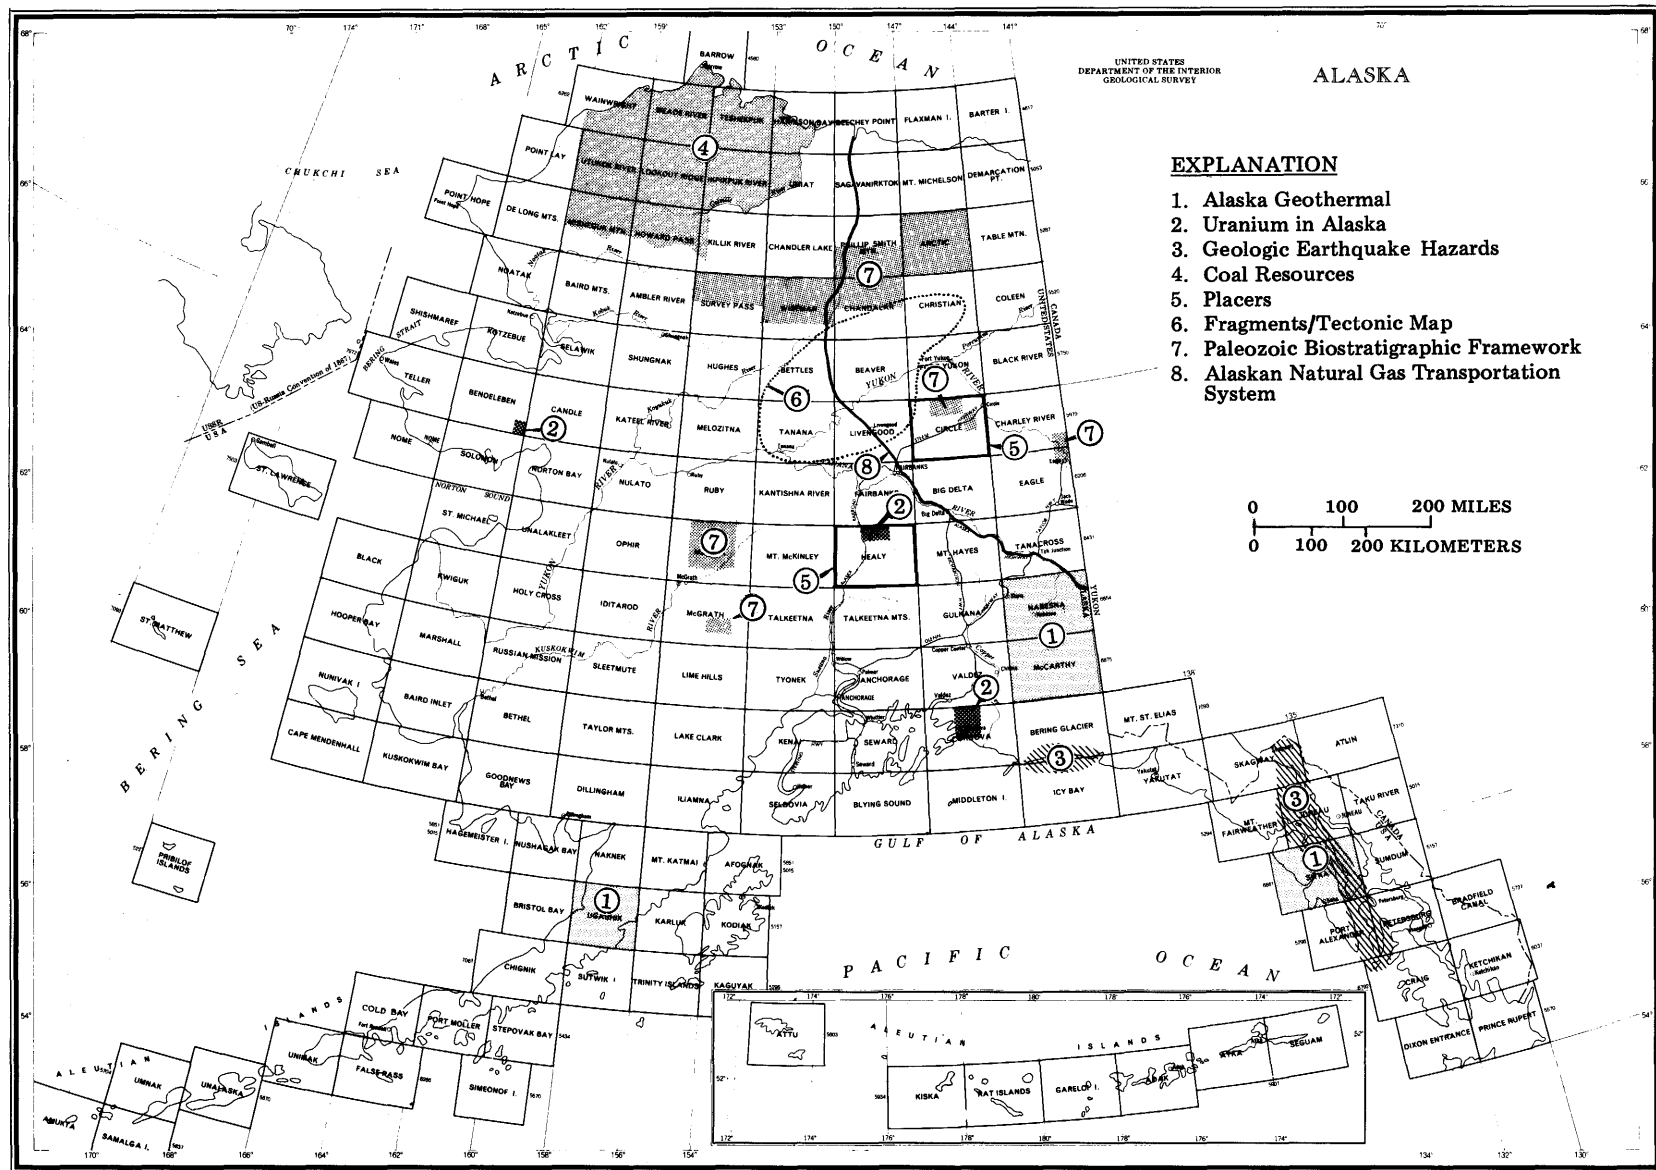 UNITED STATES
DEPARTMENT OF THE INTERIOR
GEOLOGICAL SURVEY
ALASKA
EXPLANATION
1. Alaska Geothermal
2. Uranium in Alaska
3. Geologic Earthquake Hazards
4. Coal Resources
5. Placers
6. Fragments/Tectonic Map
7. Paleozoic Biostratigraphic Framework
8. Alaskan Natural Gas Transportation
System
0 100 200 MILES
0 100 200 KILOMETERS
ARCTIC OCEAN
CHUKCHI SEA
BERING SEA
BERING STRAIT
US-Russia Convention of 1867
USSR
USA
NORTON SOUND
GULF OF ALASKA
PACIFIC OCEAN
ALEUTIAN ISLANDS
CANADA
UNITED STATES
BARROW
WAINWRIGHT
MEADE RIVER
TESHEKPUK
BEECHEY POINT
FLAXMAN I.
BARTER I.
POINT LAY
UTUKOK RIVER
LOOKOUT RIDGE
IKPIKPUK RIVER
UMIAT
SAGAVANIRKTOK
MT. MICHELSON
DEMARCATION
PT.
POINT HOPE
Point Hope
DE LONG MTS.
HOWARD PASS
KILLIK RIVER
CHANDLER LAKE
PHILLIP SMITH
ARCTIC
TABLE MTN.
NOATAK
BAIRD MTS.
AMBLER RIVER
SURVEY PASS
WISEMAN
CHANDALAR
CHRISTIAN
COLEEN
SHISHMAREF
KOTZEBUE
SELAWIK
SHUNGNAK
HUGHES
BETTLES
BEAVER
FORT YUKON
BLACK RIVER
TELLER
BENDELEBEN
CANDLE
KATEEL RIVER
MELOZITNA
TANANA
LIVENGOOD
CIRCLE
CHARLEY RIVER
NOME
SOLOMON
NORTON BAY
NULATO
RUBY
KANTISHNA RIVER
FAIRBANKS
BIG DELTA
EAGLE
ST. LAWRENCE
ST. MICHAEL
UNALAKLEET
OPHIR
MT. McKINLEY
HEALY
MT. HAYES
TANACROSS
BLACK
KWIGUK
HOLY CROSS
IDITAROD
McGRATH
TALKEETNA
TALKEETNA MTS.
GULKANA
NABESNA
ST. MATTHEW
HOOPER BAY
MARSHALL
RUSSIAN MISSION
SLEETMUTE
LIME HILLS
TYONEK
ANCHORAGE
VALDEZ
McCARTHY
NUNIVAK I
BAIRD INLET
BETHEL
TAYLOR MTS.
LAKE CLARK
KENAI
SEWARD
CORDOVA
BERING GLACIER
MT. ST. ELIAS
CAPE MENDENHALL
KUSKOKWIM BAY
GOODNEWS
BAY
DILLINGHAM
ILIAMNA
SELDOVIA
BLYING SOUND
MIDDLETON I.
ICY BAY
YAKUTAT
SKAGWAY
ATLIN
PRIBILOF
ISLANDS
HAGEMEISTER I.
NUSHAGAK BAY
NAKNEK
MT. KATMAI
AFOGNAK
MT.
FAIRWEATHER
JUNEAU
TAKU RIVER
BRISTOL BAY
UGASHIK
KARLUK
KODIAK
SITKA
SUMDUM
CHIGNIK
SUTWIK I
TRINITY ISLANDS
KAGUYAK
PORT
ALEXANDER
PETERSBURG
BRADFIELD
CANAL
COLD BAY
PORT MOLLER
STEPOVAK BAY
CRAIG
KETCHIKAN
UNIMAK
FALSE PASS
SIMEONOF I.
DIXON ENTRANCE
PRINCE RUPERT
UMNAK
UNALASKA
AMUKTA
SAMALGA I.
ALEUTIAN ISLANDS
ATTU
KISKA
RAT ISLANDS
GARELOI I.
ADAK
ATKA
SEGUAM